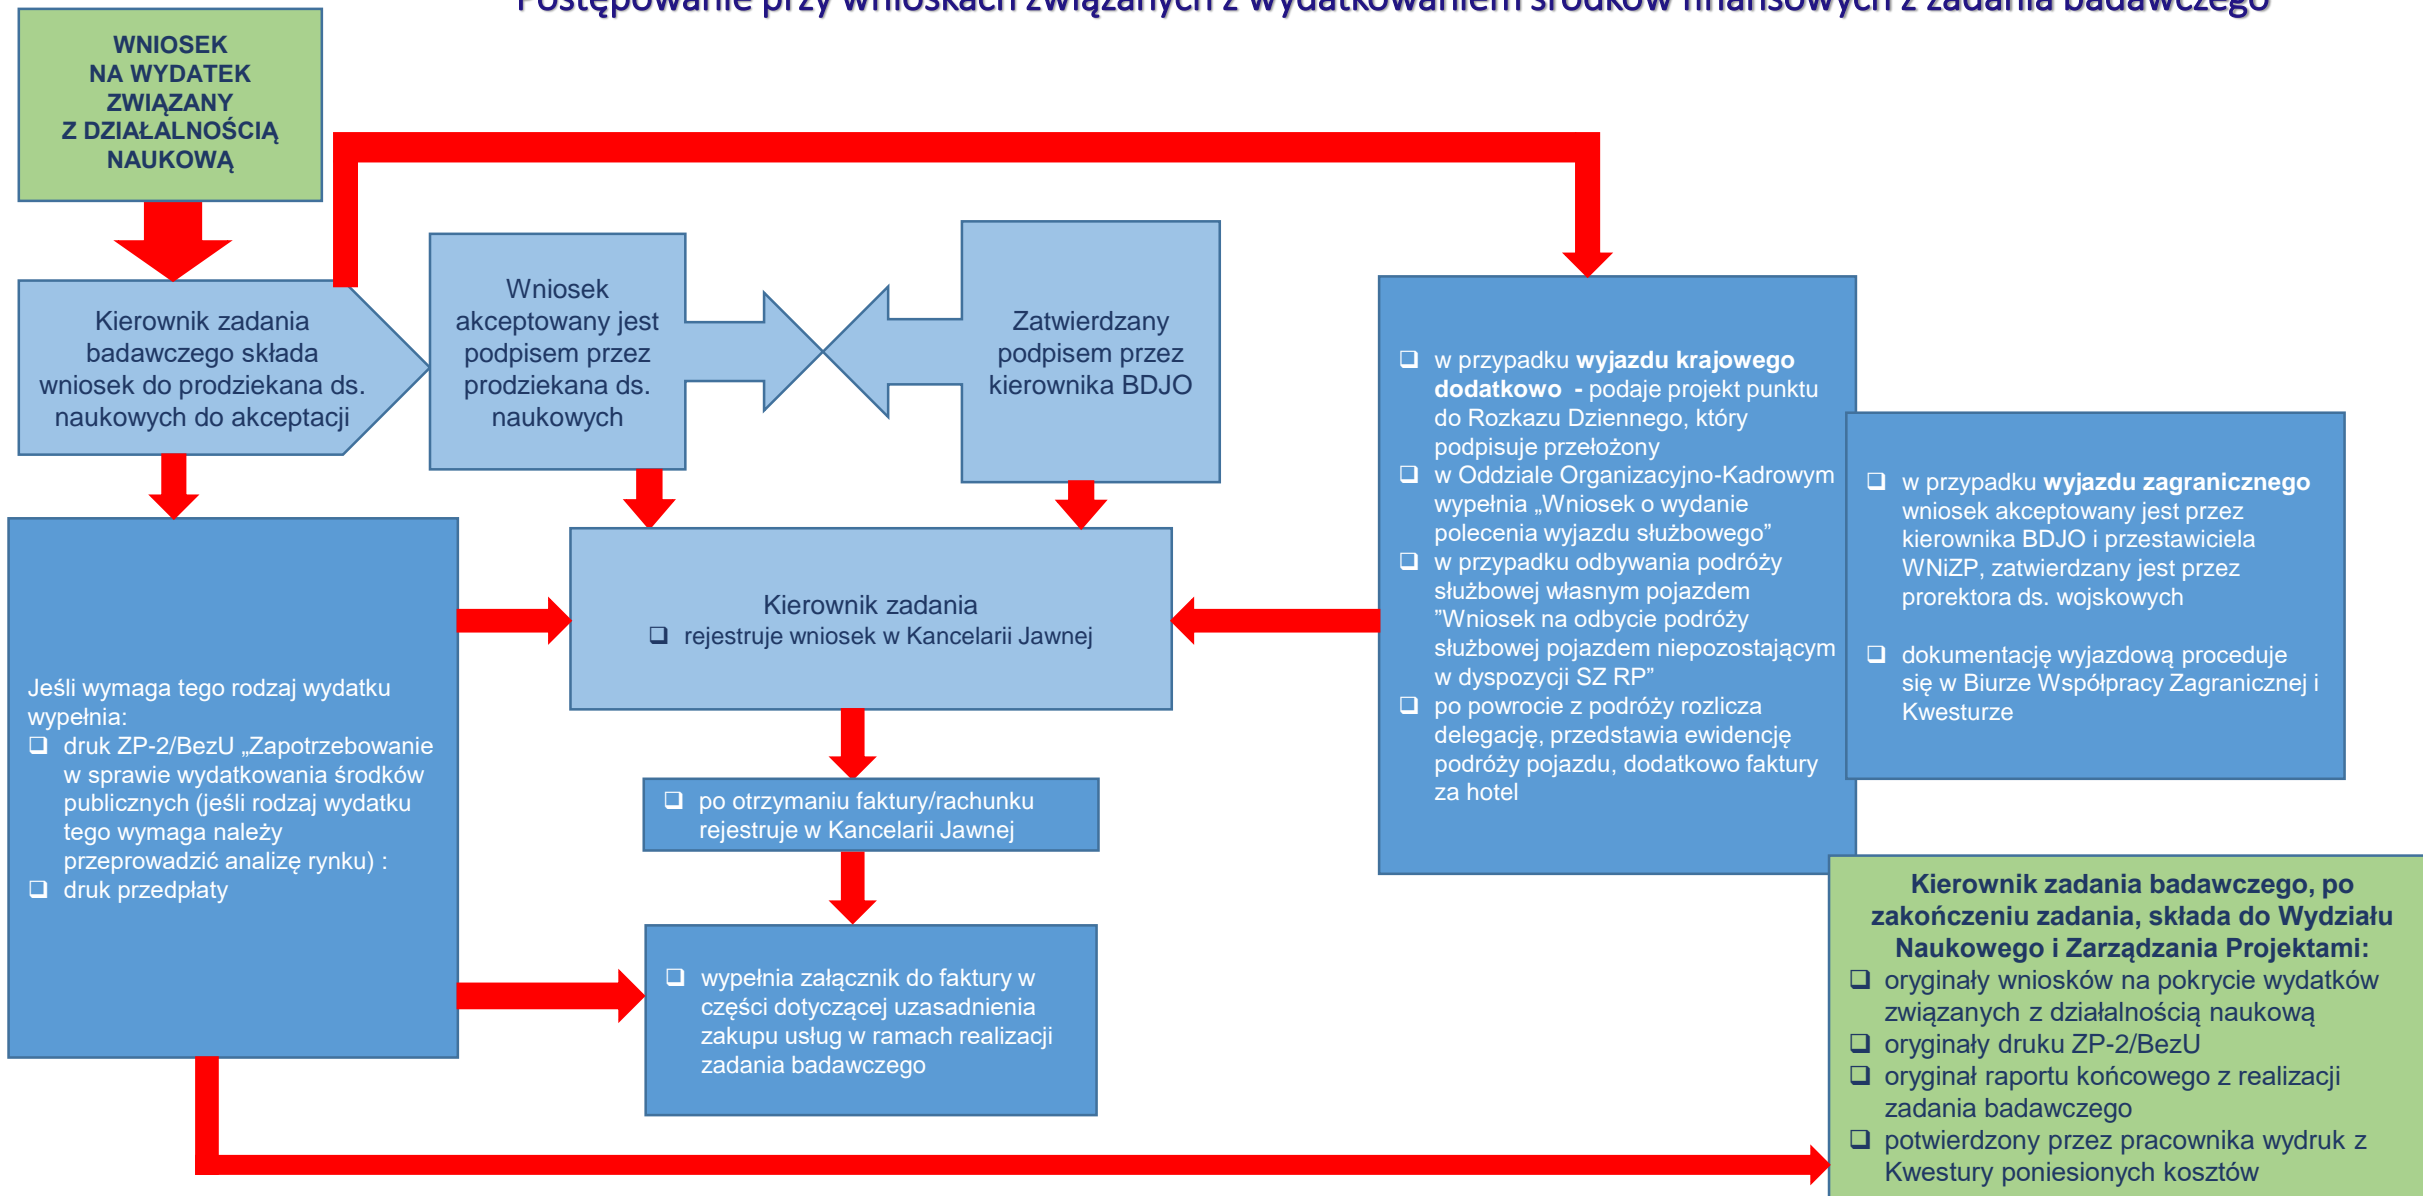 Postępowanie przy wnioskach związanych z wydatkowaniem środków finansowych z zadania badawczego
WNIOSEK
NA WYDATEK
ZWIĄZANY
Z DZIAŁALNOŚCIĄ
NAUKOWĄ
Kierownik zadania
badawczego składa
wniosek do prodziekana ds.
naukowych do akceptacji
Wniosek
akceptowany jest
podpisem przez
prodziekana ds.
naukowych
Zatwierdzany
podpisem przez
kierownika BDJO
❑ w przypadku wyjazdu krajowego
dodatkowo - podaje projekt punktu
do Rozkazu Dziennego, który
podpisuje przełożony
❑ w Oddziale Organizacyjno-Kadrowym
wypełnia „Wniosek o wydanie
polecenia wyjazdu służbowego”
❑ w przypadku odbywania podróży
służbowej własnym pojazdem
”Wniosek na odbycie podróży
służbowej pojazdem niepozostającym
w dyspozycji SZ RP”
❑ po powrocie z podróży rozlicza
delegację, przedstawia ewidencję
podróży pojazdu, dodatkowo faktury
za hotel
❑ w przypadku wyjazdu zagranicznego
wniosek akceptowany jest przez
kierownika BDJO i przestawiciela
WNiZP, zatwierdzany jest przez
prorektora ds. wojskowych
❑ dokumentację wyjazdową proceduje
się w Biurze Współpracy Zagranicznej i
Kwesturze
Jeśli wymaga tego rodzaj wydatku
wypełnia:
❑ druk ZP-2/BezU „Zapotrzebowanie
w sprawie wydatkowania środków
publicznych (jeśli rodzaj wydatku
tego wymaga należy
przeprowadzić analizę rynku) :
❑ druk przedpłaty
Kierownik zadania
❑ rejestruje wniosek w Kancelarii Jawnej
❑ po otrzymaniu faktury/rachunku
rejestruje w Kancelarii Jawnej
❑ wypełnia załącznik do faktury w
części dotyczącej uzasadnienia
zakupu usług w ramach realizacji
zadania badawczego
Kierownik zadania badawczego, po
zakończeniu zadania, składa do Wydziału
Naukowego i Zarządzania Projektami:
❑ oryginały wniosków na pokrycie wydatków
związanych z działalnością naukową
❑ oryginały druku ZP-2/BezU
❑ oryginał raportu końcowego z realizacji
zadania badawczego
❑ potwierdzony przez pracownika wydruk z
Kwestury poniesionych kosztów